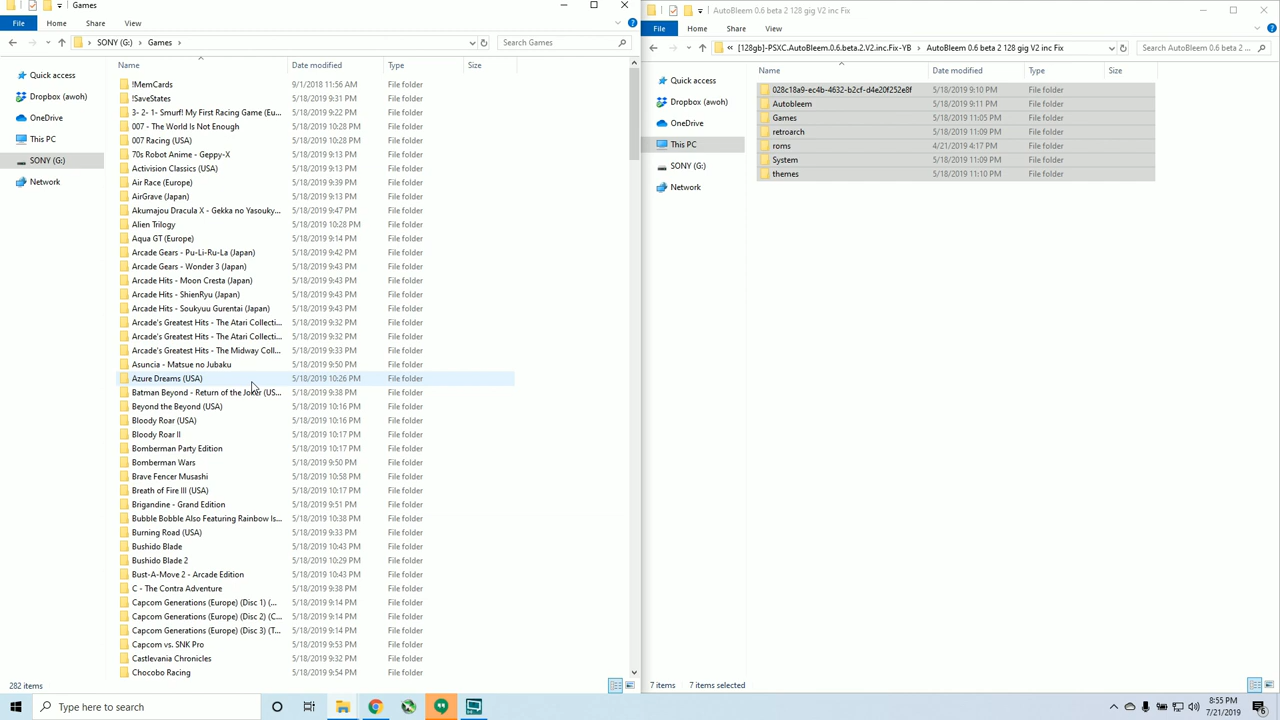 Games
File Home Share View
SONY (G:) Games
Search Games
Name Date modified Type Size
Quick access
Dropbox (awoh)
OneDrive
This PC
SONY (G:)
Network
!MemCards 9/1/2018 11:56 AM File folder
!SaveStates 5/18/2019 9:31 PM File folder
3- 2- 1- Smurf! My First Racing Game (Eu... 5/18/2019 9:22 PM File folder
007 - The World Is Not Enough 5/18/2019 10:28 PM File folder
007 Racing (USA) 5/18/2019 10:28 PM File folder
70s Robot Anime - Geppy-X 5/18/2019 9:13 PM File folder
Activision Classics (USA) 5/18/2019 9:13 PM File folder
Air Race (Europe) 5/18/2019 9:39 PM File folder
AirGrave (Japan) 5/18/2019 9:13 PM File folder
Akumajou Dracula X - Gekka no Yasouky... 5/18/2019 9:47 PM File folder
Alien Trilogy 5/18/2019 10:28 PM File folder
Aqua GT (Europe) 5/18/2019 9:14 PM File folder
Arcade Gears - Pu-Li-Ru-La (Japan) 5/18/2019 9:42 PM File folder
Arcade Gears - Wonder 3 (Japan) 5/18/2019 9:43 PM File folder
Arcade Hits - Moon Cresta (Japan) 5/18/2019 9:43 PM File folder
Arcade Hits - ShienRyu (Japan) 5/18/2019 9:43 PM File folder
Arcade Hits - Soukyuu Gurentai (Japan) 5/18/2019 9:43 PM File folder
Arcade's Greatest Hits - The Atari Collecti... 5/18/2019 9:32 PM File folder
Arcade's Greatest Hits - The Atari Collecti... 5/18/2019 9:32 PM File folder
Arcade's Greatest Hits - The Midway Coll... 5/18/2019 9:33 PM File folder
Asuncia - Matsue no Jubaku 5/18/2019 9:50 PM File folder
Azure Dreams (USA) 5/18/2019 10:26 PM File folder
Batman Beyond - Return of the Joker (US... 5/18/2019 9:38 PM File folder
Beyond the Beyond (USA) 5/18/2019 10:16 PM File folder
Bloody Roar (USA) 5/18/2019 10:16 PM File folder
Bloody Roar II 5/18/2019 10:17 PM File folder
Bomberman Party Edition 5/18/2019 10:17 PM File folder
Bomberman Wars 5/18/2019 9:50 PM File folder
Brave Fencer Musashi 5/18/2019 10:58 PM File folder
Breath of Fire III (USA) 5/18/2019 10:17 PM File folder
Brigandine - Grand Edition 5/18/2019 9:51 PM File folder
Bubble Bobble Also Featuring Rainbow Is... 5/18/2019 10:38 PM File folder
Burning Road (USA) 5/18/2019 9:33 PM File folder
Bushido Blade 5/18/2019 10:43 PM File folder
Bushido Blade 2 5/18/2019 10:29 PM File folder
Bust-A-Move 2 - Arcade Edition 5/18/2019 10:43 PM File folder
C - The Contra Adventure 5/18/2019 9:38 PM File folder
Capcom Generations (Europe) (Disc 1) (... 5/18/2019 9:14 PM File folder
Capcom Generations (Europe) (Disc 2) (C... 5/18/2019 9:14 PM File folder
Capcom Generations (Europe) (Disc 3) (T... 5/18/2019 9:14 PM File folder
Capcom vs. SNK Pro 5/18/2019 9:53 PM File folder
Castlevania Chronicles 5/18/2019 9:32 PM File folder
Chocobo Racing 5/18/2019 9:54 PM File folder
282 items
AutoBleem 0.6 beta 2 128 gig V2 inc Fix
File Home Share View
« [128gb]-PSXC.AutoBleem.0.6.beta.2.V2.inc.Fix-YB AutoBleem 0.6 beta 2 128 gig V2 inc Fix
Search AutoBleem 0.6 beta 2 ...
Name Date modified Type Size
Quick access
Dropbox (awoh)
OneDrive
This PC
SONY (G:)
Network
028c18a9-ec4b-4632-b2cf-d4e20f252e8f 5/18/2019 9:10 PM File folder
Autobleem 5/18/2019 9:11 PM File folder
Games 5/18/2019 11:05 PM File folder
retroarch 5/18/2019 11:09 PM File folder
roms 4/21/2019 4:17 PM File folder
System 5/18/2019 11:09 PM File folder
themes 5/18/2019 11:10 PM File folder
7 items 7 items selected
Type here to search
8:55 PM
7/21/2019
6